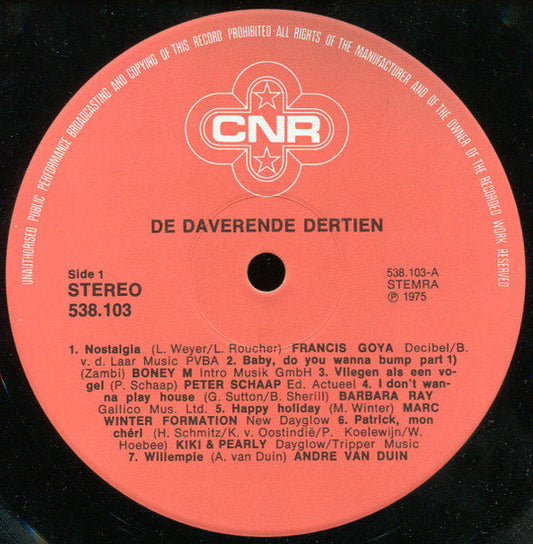 UNAUTHORISED PUBLIC PERFORMANCE BROADCASTING AND COPYING OF THIS RECORD PROHIBITED·ALL RIGHTS OF THE MANUFACTURER AND OF THE OWNER OF THE RECORDED WORK RESERVED
CNR
DE DAVERENDE DERTIEN
Side 1
STEREO
538.103
538.103-A
STEMRA
℗ 1975
1. Nostalgia (L. Weyer/L. Roucher) FRANCIS GOYA Decibel/B.
v. d. Laar Music PVBA 2. Baby, do you wanna bump part 1)
(Zambi) BONEY M Intro Musik GmbH 3. Vliegen als een vo-
gel (P. Schaap) PETER SCHAAP Ed. Actueel 4. I don't wan-
na play house (G. Sutton/B. Sherill) BARBARA RAY
Gallico Mus. Ltd. 5. Happy holiday (M. Winter) MARC
WINTER FORMATION New Dayglow 6. Patrick, mon
chéri (H. Schmitz/K. v. Oostindië/P. Koelewijn/W.
Hoebee) KIKI & PEARLY Dayglow/Tripper Music
7. Willempie (A. van Duin) ANDRE VAN DUIN